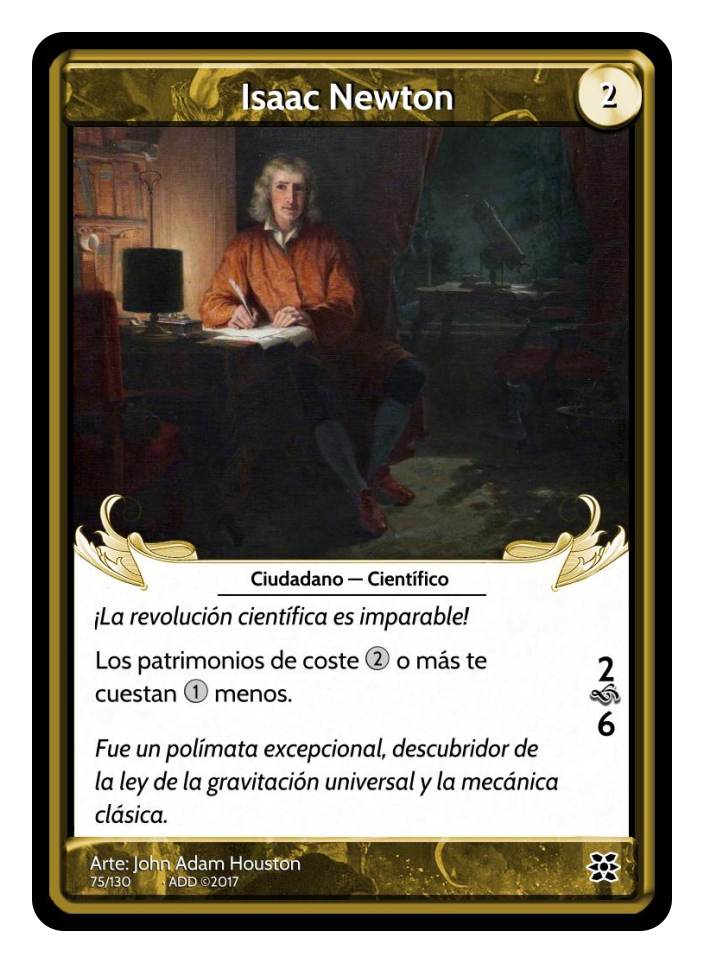 Isaac Newton
2
Ciudadano — Científico
¡La revolución científica es imparable!
Los patrimonios de coste 2 o más te
cuestan 1 menos.
2
6
Fue un polímata excepcional, descubridor de
la ley de la gravitación universal y la mecánica
clásica.
Arte: John Adam Houston
75/130 ADD ©2017